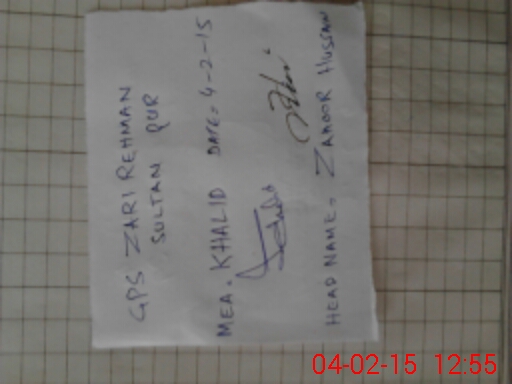 GPS ZARI REHMAN
SULTAN PUR
MEA. KHALID DATE: 4-2-15
HEAD NAME = ZAHOOR HUSSAN
04-02-15 12:55